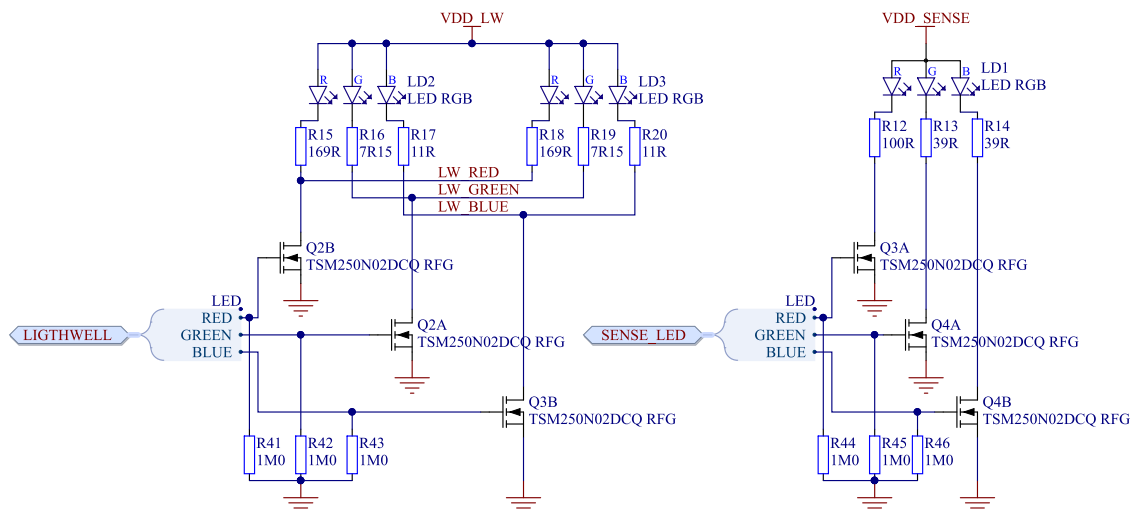 VDD_LW
VDD_SENSE
R
G
B
LD2
LED RGB
R
G
B
LD3
LED RGB
R
G
B
LD1
LED RGB
R15
169R
R16
7R15
R17
11R
R18
169R
R19
7R15
R20
11R
R12
100R
R13
39R
R14
39R
LW_RED
LW_GREEN
LW_BLUE
Q2B
TSM250N02DCQ RFG
Q3A
TSM250N02DCQ RFG
LIGTHWELL
LED
RED
GREEN
BLUE
Q2A
TSM250N02DCQ RFG
SENSE_LED
LED
RED
GREEN
BLUE
Q4A
TSM250N02DCQ RFG
Q3B
TSM250N02DCQ RFG
Q4B
TSM250N02DCQ RFG
R41
1M0
R42
1M0
R43
1M0
R44
1M0
R45
1M0
R46
1M0